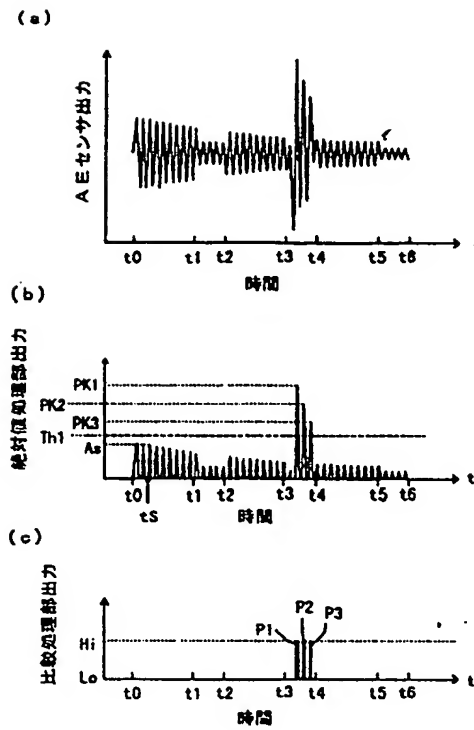 (a)
AEセンサ出力
t0 t1 t2 t3 t4 t5 t6
時間
(b)
絶対値処理部出力
PK1
PK2
PK3
Th1
As
t0 t1 t2 t3 t4 t5 t6 t
tS
時間
(c)
比較処理部出力
P1 P2 P3
Hi
Lo
t0 t1 t2 t3 t4 t5 t6 t
時間